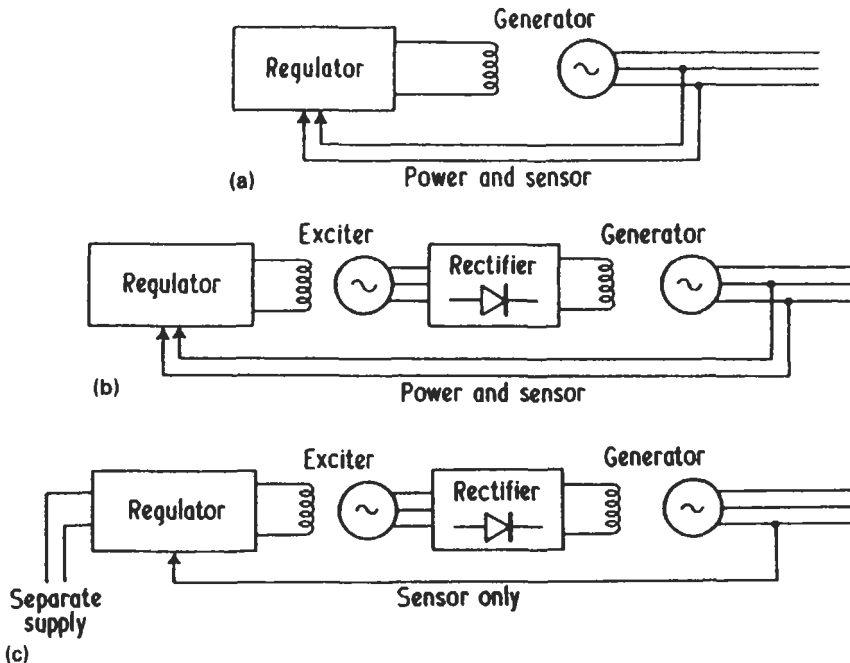 Generator
Regulator
Power and sensor
(a)
Exciter
Generator
Regulator
Rectifier
Power and sensor
(b)
Exciter
Generator
Regulator
Rectifier
Separate
supply
Sensor only
(c)